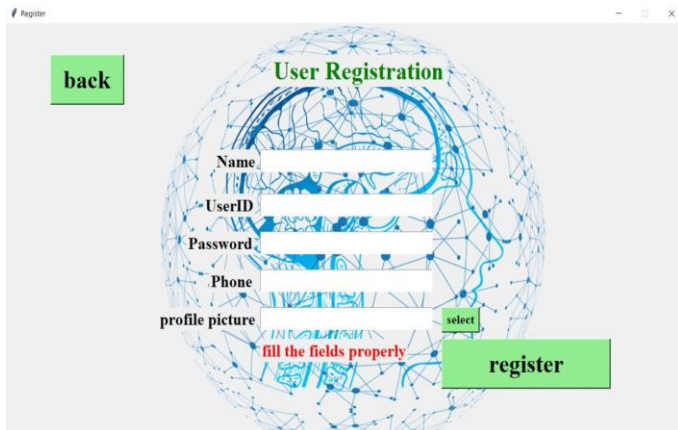 Register
back
User Registration
Name
UserID
Password
Phone
profile picture
select
fill the fields properly
register